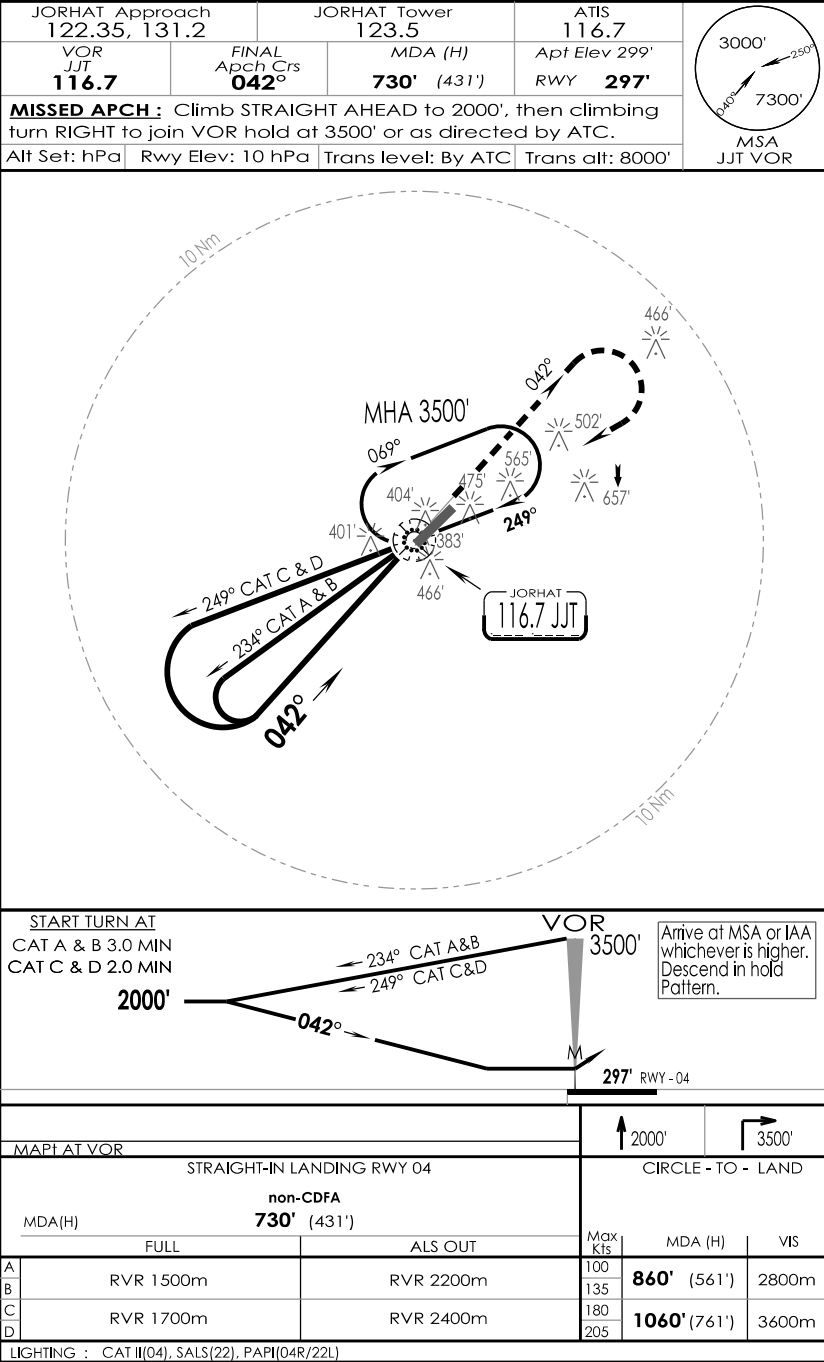 JORHAT Approach
122.35, 131.2
JORHAT Tower
123.5
ATIS
116.7
VOR
JJT
116.7
FINAL
Apch Crs
042°
MDA (H)
730' (431')
Apt Elev 299'
RWY 297'
MISSED APCH : Climb STRAIGHT AHEAD to 2000', then climbing
turn RIGHT to join VOR hold at 3500' or as directed by ATC.
Alt Set: hPa
Rwy Elev: 10 hPa
Trans level: By ATC
Trans alt: 8000'
3000'
250°
040°
7300'
MSA
JJT VOR
10 Nm
466'
042°
MHA 3500'
502'
069°
565'
475'
657'
404'
249°
401'
383'
466'
249° CAT C & D
234° CAT A & B
JORHAT
116.7 JJT
042°
10 Nm
START TURN AT
CAT A & B 3.0 MIN
CAT C & D 2.0 MIN
2000'
234° CAT A&B
249° CAT C&D
042°
VOR
3500'
M
297' RWY - 04
Arrive at MSA or IAA
whichever is higher.
Descend in hold
Pattern.
MAPt AT VOR
2000'
3500'
STRAIGHT-IN LANDING RWY 04
CIRCLE - TO - LAND
non-CDFA
MDA(H)
730' (431')
FULL
ALS OUT
Max
Kts
MDA (H)
VIS
A
B
RVR 1500m
RVR 2200m
100
135
860' (561')
2800m
C
D
RVR 1700m
RVR 2400m
180
205
1060' (761')
3600m
LIGHTING : CAT II(04), SALS(22), PAPI(04R/22L)